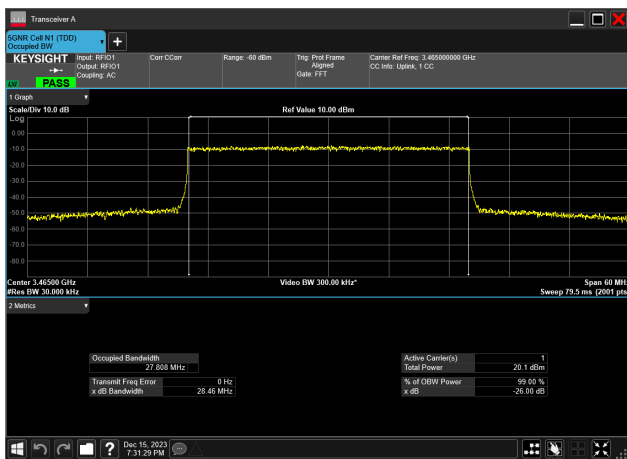 Transceiver A
5GNR Cell N1 (TDD)
Occupied BW
KEYSIGHT
PASS
Input: RFIO1
Output: RFIO1
Coupling: AC
Corr CCorr
Range: -60 dBm
Trig: Prot Frame
Aligned
Gate: FFT
Carrier Ref Freq: 3.465000000 GHz
CC Info: Uplink, 1 CC
1 Graph
Scale/Div 10.0 dB
Ref Value 10.00 dBm
Log
0.00
-10.0
-20.0
-30.0
-40.0
-50.0
-60.0
-70.0
-80.0
Center 3.46500 GHz
Video BW 300.00 kHz*
Span 60 MHz
#Res BW 30.000 kHz
Sweep 79.5 ms (2001 pts
2 Metrics
Occupied Bandwidth
27.808 MHz
Transmit Freq Error 0 Hz
x dB Bandwidth 28.46 MHz
Active Carrier(s) 1
Total Power 20.1 dBm
% of OBW Power 99.00 %
x dB -26.00 dB
?
Dec 15, 2023
7:31:29 PM